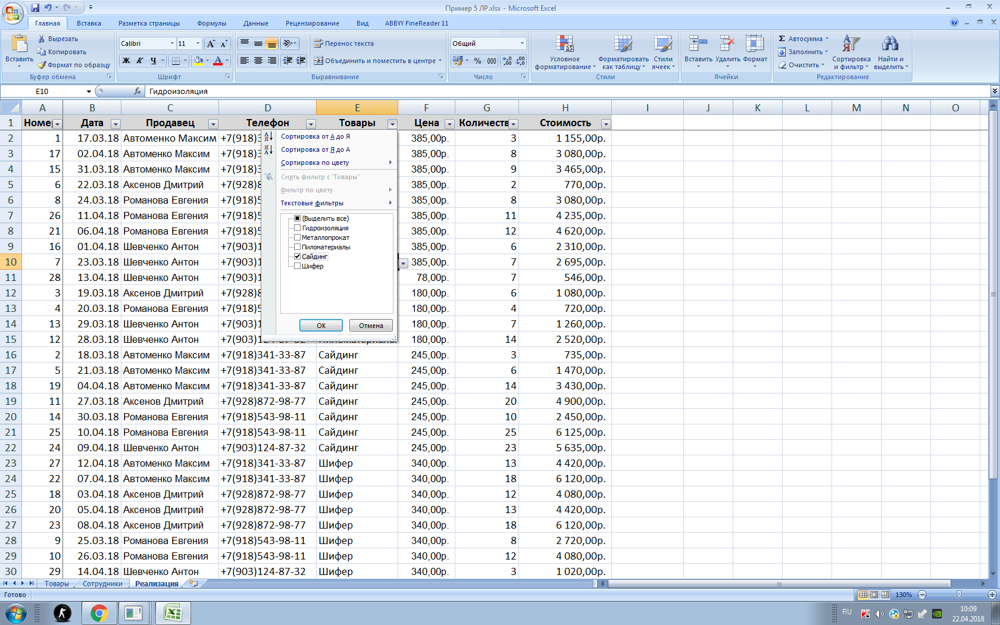 Пример 5 ЛР.xlsx - Microsoft Excel
Главная Вставка Разметка страницы Формулы Данные Рецензирование Вид ABBYY FineReader 11
Вставить Вырезать Копировать Формат по образцу
Calibri 11
Ж К Ч
Перенос текста
Объединить и поместить в центре
Общий
% 000
Условное форматирование Форматировать как таблицу Стили ячеек
Вставить Удалить Формат
Σ Автосумма Заполнить Очистить Сортировка и фильтр Найти и выделить
Буфер обмена Шрифт Выравнивание Число Стили Ячейки Редактирование
E10 fx Гидроизоляция
A B C D E F G H I J K L M N O
1 Номе Дата Продавец Телефон Товары Цена Количеств Стоимость
2 1 17.03.18 Автоменко Максим +7(918)3 385,00р. 3 1 155,00р.
3 17 02.04.18 Автоменко Максим +7(918)3 385,00р. 8 3 080,00р.
4 15 31.03.18 Автоменко Максим +7(918)3 385,00р. 9 3 465,00р.
5 6 22.03.18 Аксенов Дмитрий +7(928)8 385,00р. 2 770,00р.
6 8 24.03.18 Романова Евгения +7(918)5 385,00р. 8 3 080,00р.
7 26 11.04.18 Романова Евгения +7(918)5 385,00р. 11 4 235,00р.
8 21 06.04.18 Романова Евгения +7(918)5 385,00р. 12 4 620,00р.
9 16 01.04.18 Шевченко Антон +7(903)1 385,00р. 6 2 310,00р.
10 7 23.03.18 Шевченко Антон +7(903)1 385,00р. 7 2 695,00р.
11 28 13.04.18 Шевченко Антон +7(903)1 78,00р. 7 546,00р.
12 3 19.03.18 Аксенов Дмитрий +7(928)8 180,00р. 6 1 080,00р.
13 4 20.03.18 Романова Евгения +7(918)5 180,00р. 4 720,00р.
14 13 29.03.18 Шевченко Антон +7(903)1 180,00р. 7 1 260,00р.
15 12 28.03.18 Шевченко Антон +7(903)124-87-32 Пиломатериалы 180,00р. 14 2 520,00р.
16 2 18.03.18 Автоменко Максим +7(918)341-33-87 Сайдинг 245,00р. 3 735,00р.
17 5 21.03.18 Автоменко Максим +7(918)341-33-87 Сайдинг 245,00р. 6 1 470,00р.
18 19 04.04.18 Автоменко Максим +7(918)341-33-87 Сайдинг 245,00р. 14 3 430,00р.
19 11 27.03.18 Аксенов Дмитрий +7(928)872-98-77 Сайдинг 245,00р. 20 4 900,00р.
20 14 30.03.18 Романова Евгения +7(918)543-98-11 Сайдинг 245,00р. 10 2 450,00р.
21 25 10.04.18 Романова Евгения +7(918)543-98-11 Сайдинг 245,00р. 25 6 125,00р.
22 24 09.04.18 Шевченко Антон +7(903)124-87-32 Сайдинг 245,00р. 23 5 635,00р.
23 27 12.04.18 Автоменко Максим +7(918)341-33-87 Шифер 340,00р. 13 4 420,00р.
24 22 07.04.18 Автоменко Максим +7(918)341-33-87 Шифер 340,00р. 18 6 120,00р.
25 18 03.04.18 Аксенов Дмитрий +7(928)872-98-77 Шифер 340,00р. 12 4 080,00р.
26 20 05.04.18 Аксенов Дмитрий +7(928)872-98-77 Шифер 340,00р. 13 4 420,00р.
27 23 08.04.18 Аксенов Дмитрий +7(928)872-98-77 Шифер 340,00р. 18 6 120,00р.
28 9 25.03.18 Романова Евгения +7(918)543-98-11 Шифер 340,00р. 8 2 720,00р.
29 10 26.03.18 Романова Евгения +7(918)543-98-11 Шифер 340,00р. 12 4 080,00р.
30 29 14.04.18 Шевченко Антон +7(903)124-87-32 Шифер 340,00р. 3 1 020,00р.
Сортировка от А до Я
Сортировка от Я до А
Сортировка по цвету
Снять фильтр с "Товары"
Фильтр по цвету
Текстовые фильтры
(Выделить все)
Гидроизоляция
Металлопрокат
Пиломатериалы
Сайдинг
Шифер
ОК Отмена
Товары Сотрудники Реализация
Готово 130%
RU 10:09
22.04.2018